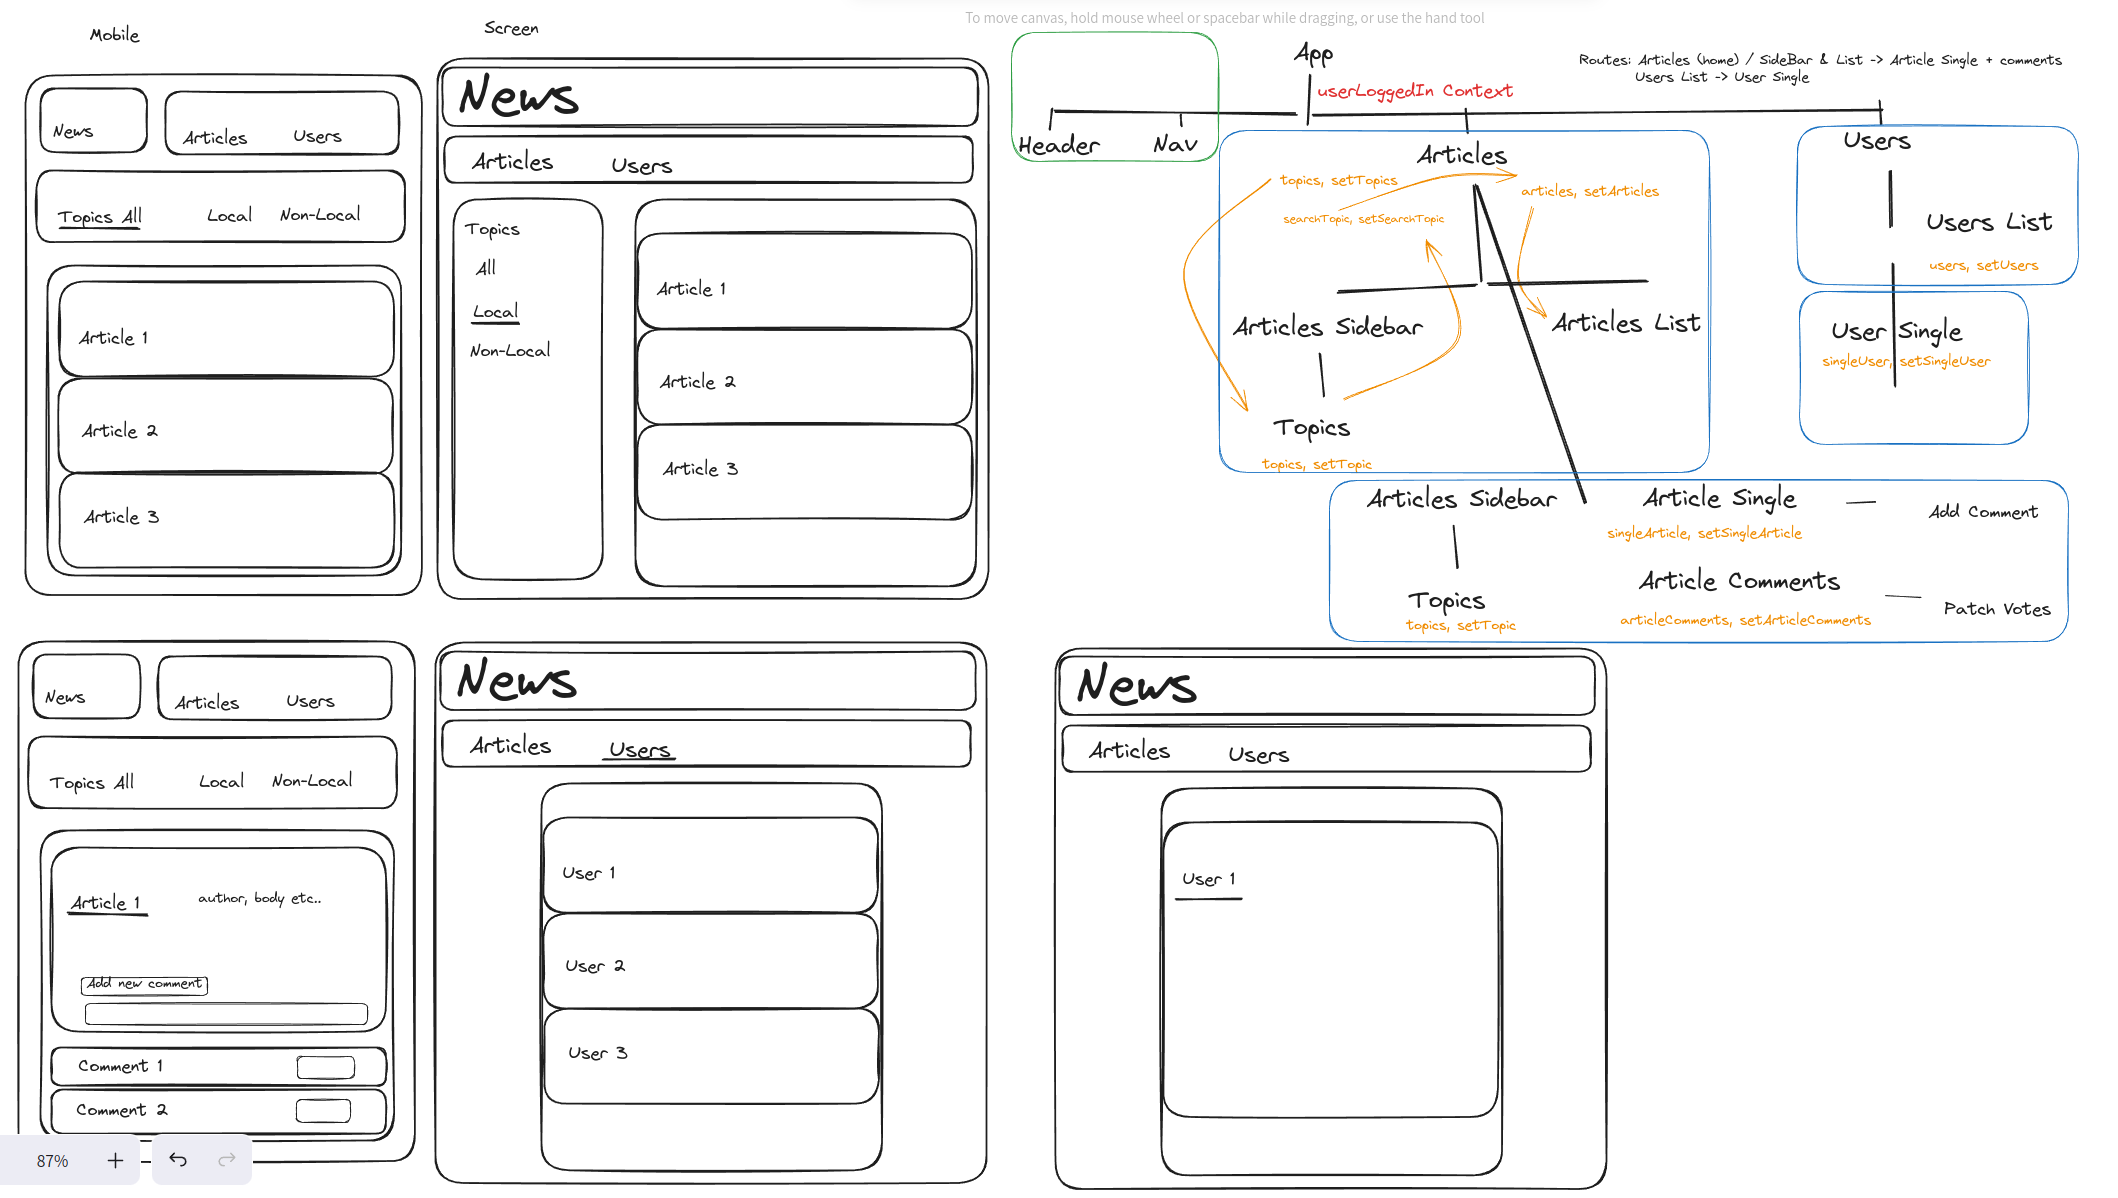 To move canvas, hold mouse wheel or spacebar while dragging, or use the hand tool
Mobile
News
Articles Users
Topics All Local Non-Local
Article 1
Article 2
Article 3
Screen
News
Articles Users
Topics
All
Local
Non-Local
Article 1
Article 2
Article 3
App
userLoggedIn Context
Routes: Articles (home) / SideBar & List -> Article Single + comments
Users List -> User Single
Header Nav
Articles
topics, setTopics
articles, setArticles
searchTopic, setSearchTopic
Articles Sidebar
Articles List
Topics
topics, setTopic
Users
Users List
users, setUsers
User Single
singleUser, setSingleUser
Articles Sidebar
Topics
topics, setTopic
Article Single
Add Comment
singleArticle, setSingleArticle
Article Comments
Patch Votes
articleComments, setArticleComments
News
Articles Users
Topics All Local Non-Local
Article 1 author, body etc..
Add new comment
Comment 1
Comment 2
News
Articles Users
User 1
User 2
User 3
News
Articles Users
User 1
87%